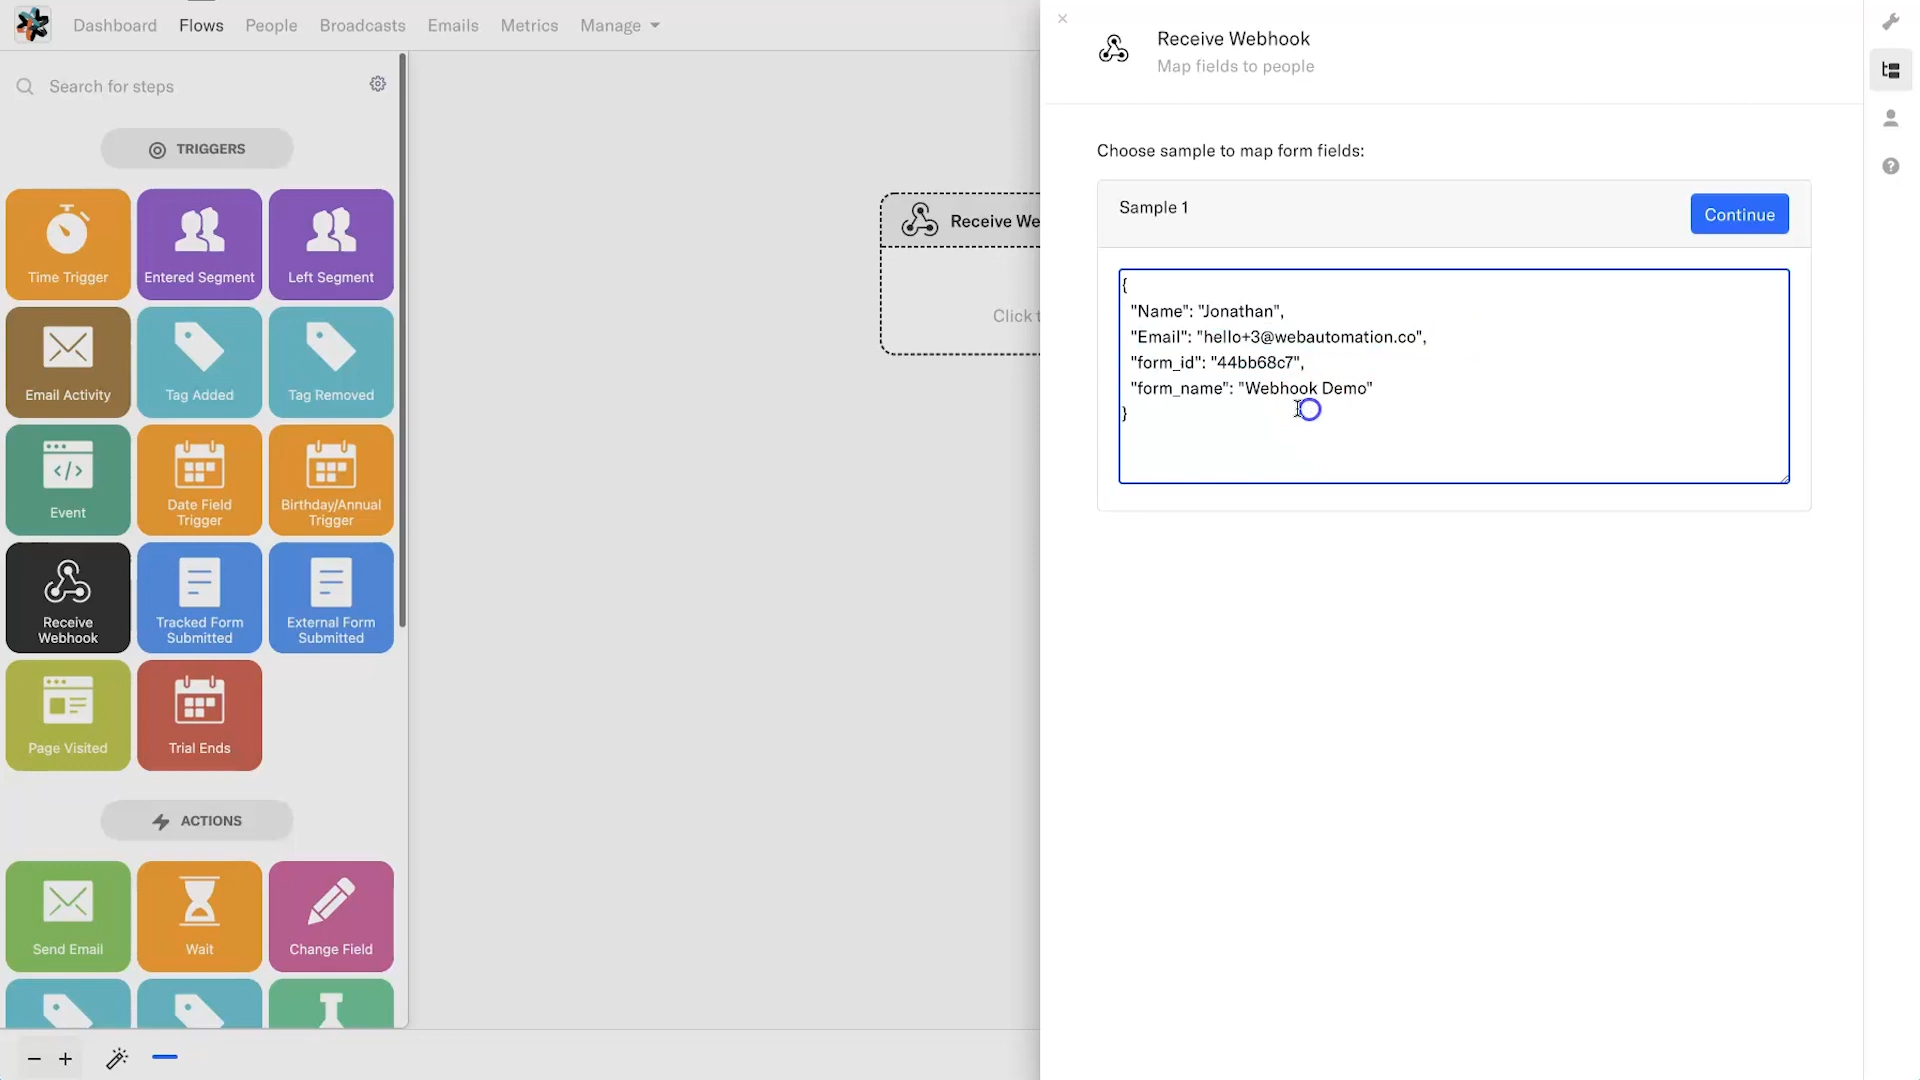 Dashboard
Flows
People
Broadcasts
Emails
Metrics
Manage
Search for steps
TRIGGERS
Time Trigger
Entered Segment
Left Segment
Email Activity
Tag Added
Tag Removed
Event
Date Field
Trigger
Birthday/Annual
Trigger
Receive
Webhook
Tracked Form
Submitted
External Form
Submitted
Page Visited
Trial Ends
ACTIONS
Send Email
Wait
Change Field
Receive We
Click t
Receive Webhook
Map fields to people
Choose sample to map form fields:
Sample 1
Continue
{
"Name": "Jonathan",
"Email": "hello+3@webautomation.co",
"form_id": "44bb68c7",
"form_name": "Webhook Demo"
}